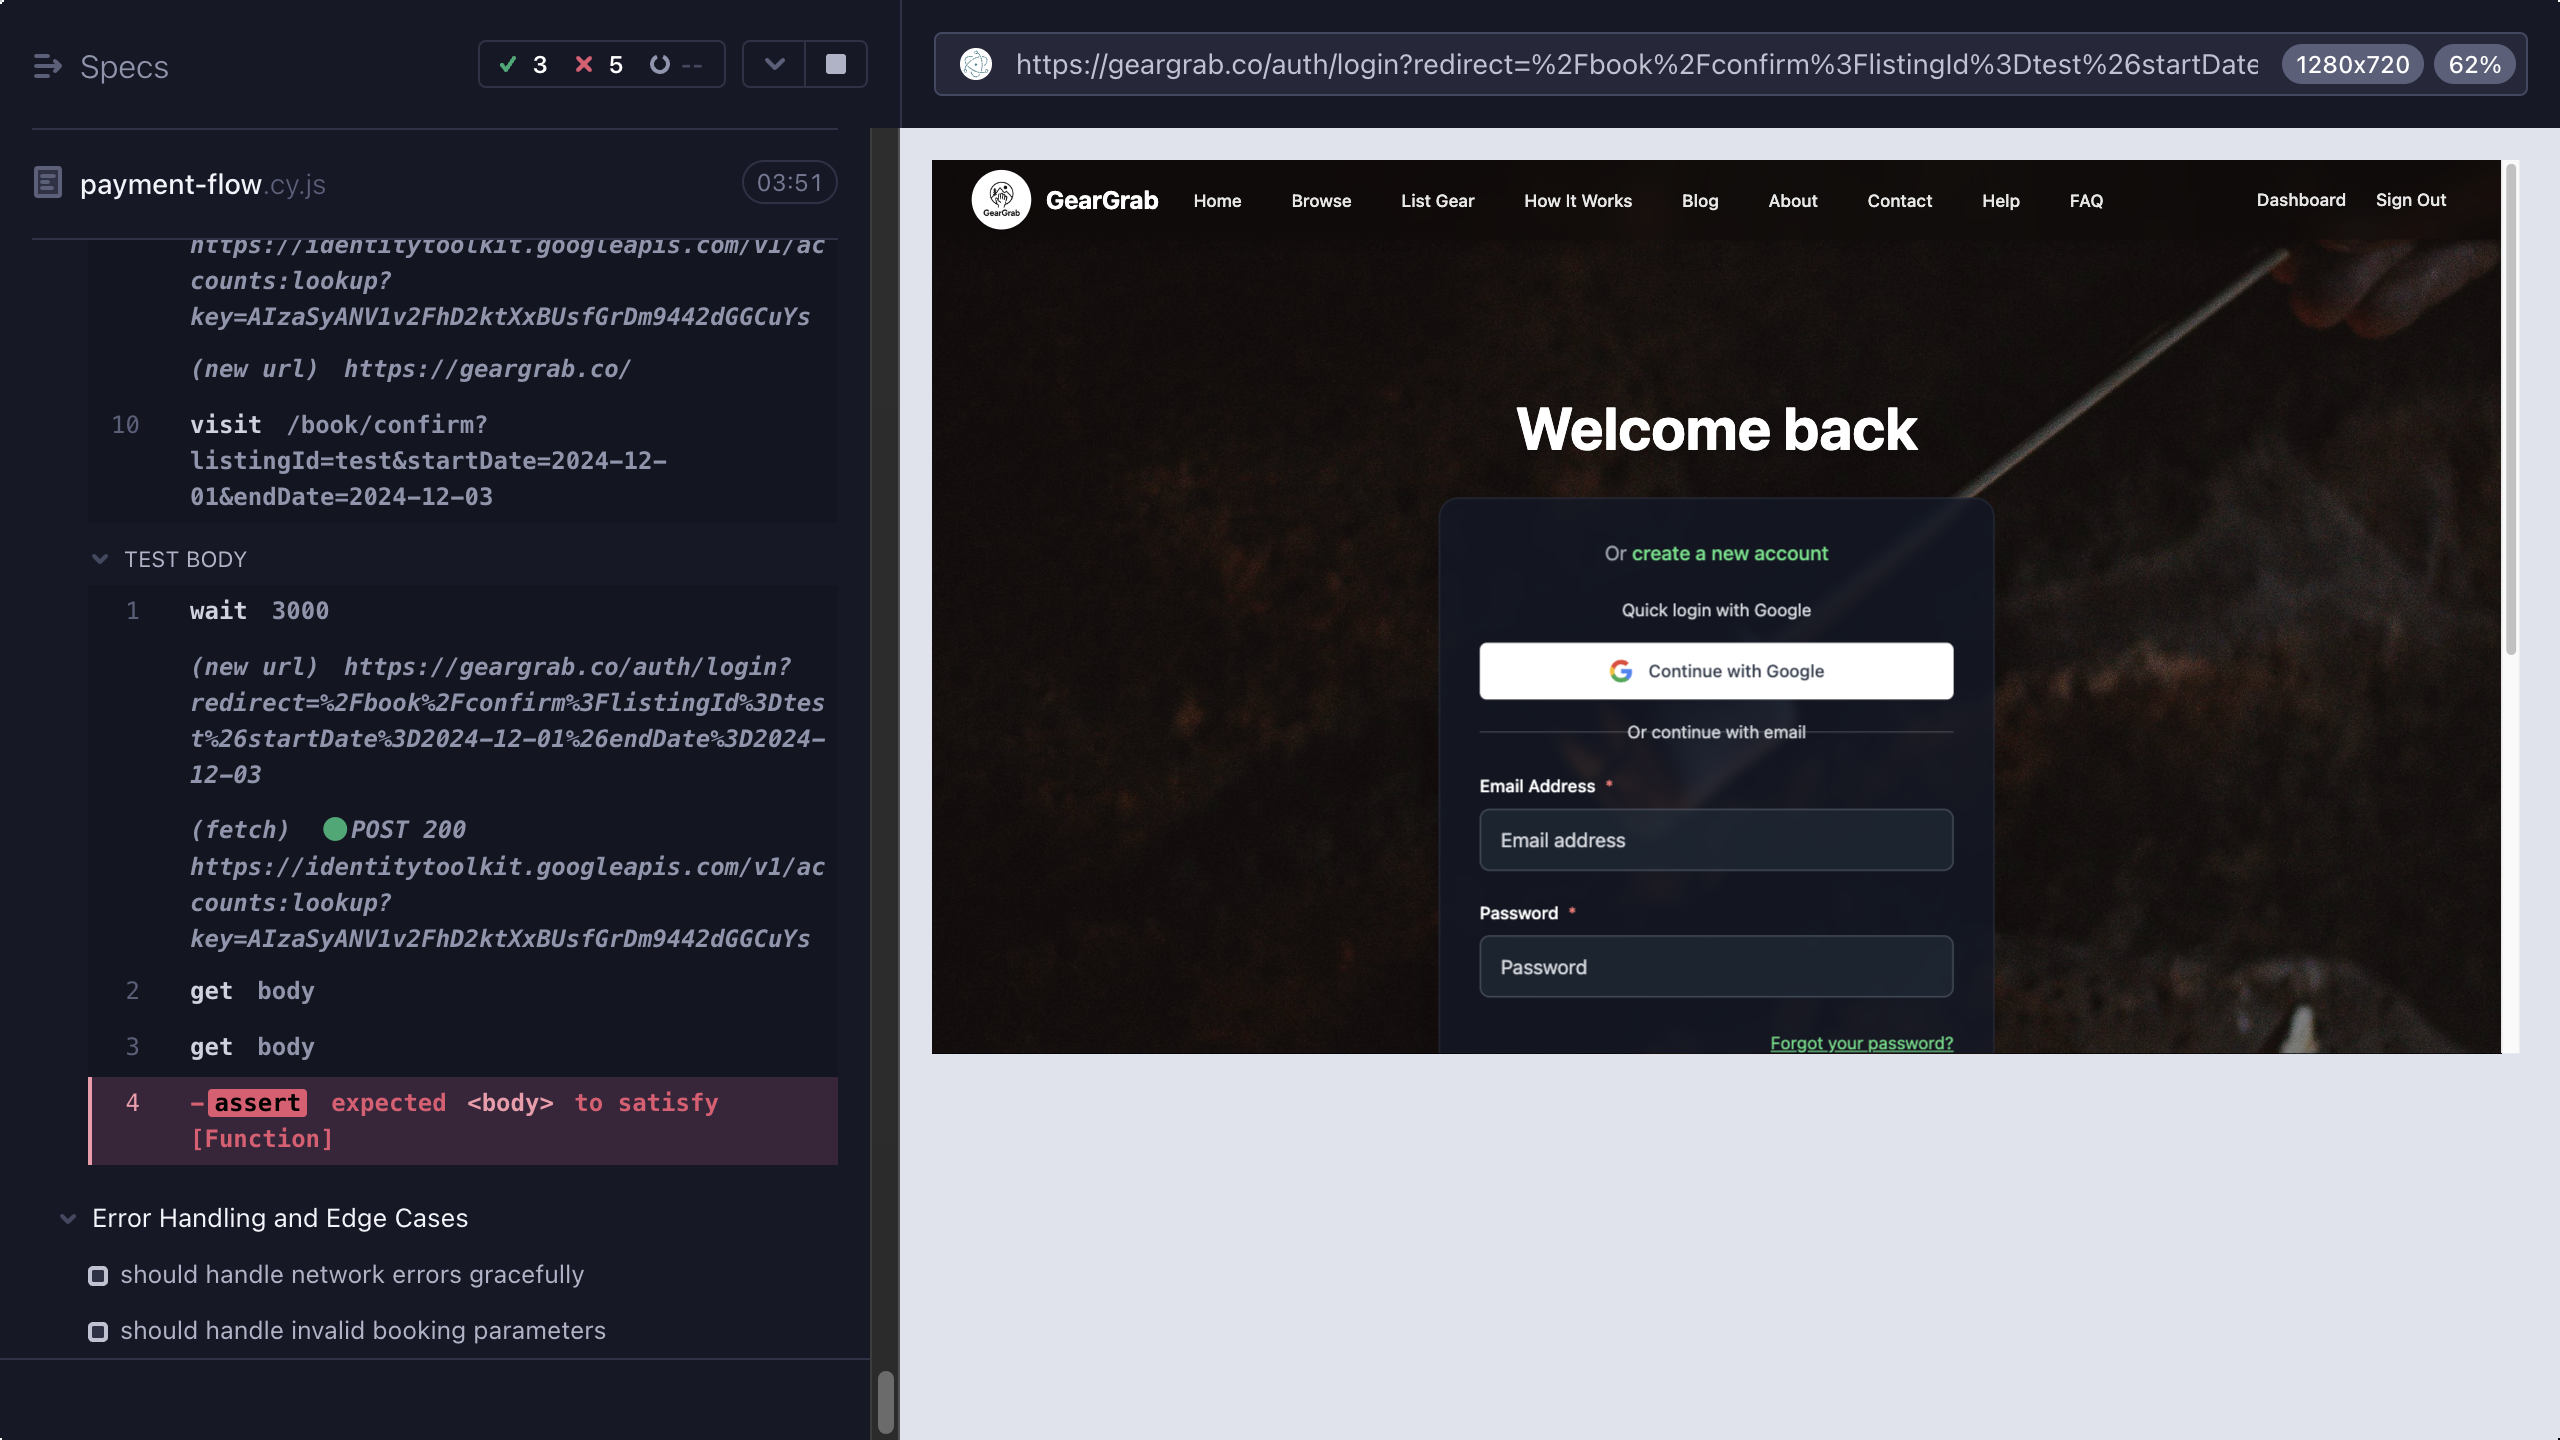 Specs
3 5 --
payment-flow.cy.js
03:51
https://identitytoolkit.googleapis.com/v1/ac
counts:lookup?
key=AIzaSyANV1v2FhD2ktXxBUsfGrDm9442dGGCuYs
(new url) https://geargrab.co/
10 visit /book/confirm?
listingId=test&startDate=2024-12-
01&endDate=2024-12-03
TEST BODY
1 wait 3000
(new url) https://geargrab.co/auth/login?
redirect=%2Fbook%2Fconfirm%3FlistingId%3Dtes
t%26startDate%3D2024-12-01%26endDate%3D2024-
12-03
(fetch) POST 200
https://identitytoolkit.googleapis.com/v1/ac
counts:lookup?
key=AIzaSyANV1v2FhD2ktXxBUsfGrDm9442dGGCuYs
2 get body
3 get body
4 -assert expected <body> to satisfy
[Function]
Error Handling and Edge Cases
should handle network errors gracefully
should handle invalid booking parameters
https://geargrab.co/auth/login?redirect=%2Fbook%2Fconfirm%3FlistingId%3Dtest%26startDate
1280x720
62%
GearGrab
GearGrab
Home
Browse
List Gear
How It Works
Blog
About
Contact
Help
FAQ
Dashboard
Sign Out
Welcome back
Or create a new account
Quick login with Google
Continue with Google
Or continue with email
Email Address *
Email address
Password *
Password
Forgot your password?